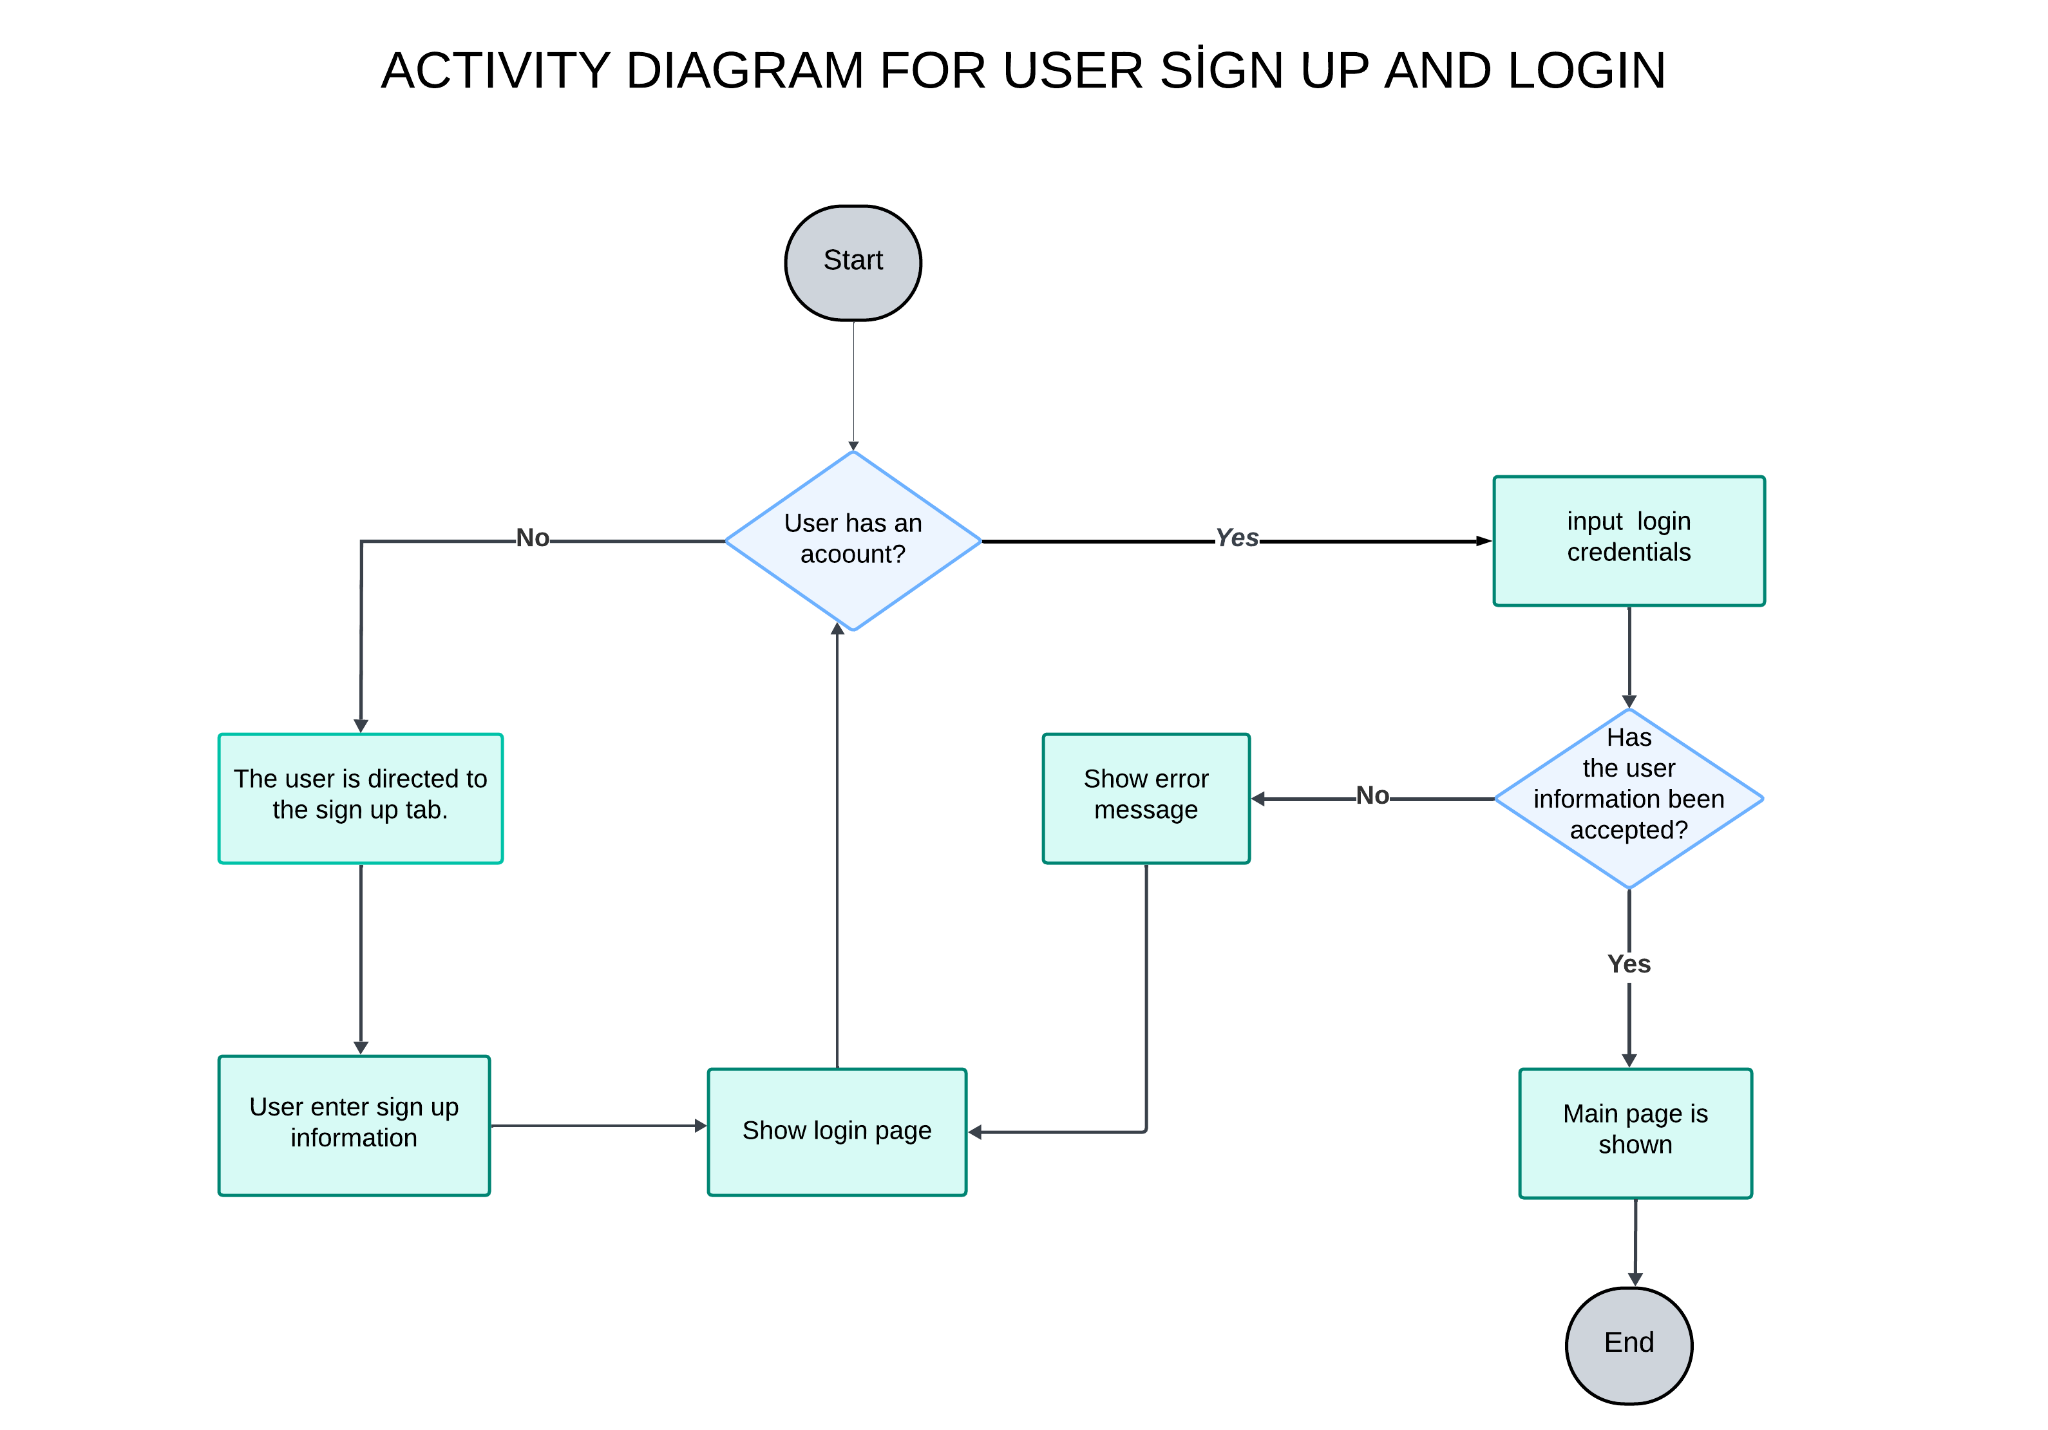 ACTIVITY DIAGRAM FOR USER SİGN UP AND LOGIN
Start
User has an
acoount?
No
Yes
input  login
credentials
The user is directed to
the sign up tab.
Show error
message
No
Has
the user
information been
accepted?
Yes
User enter sign up
information
Show login page
Main page is
shown
End